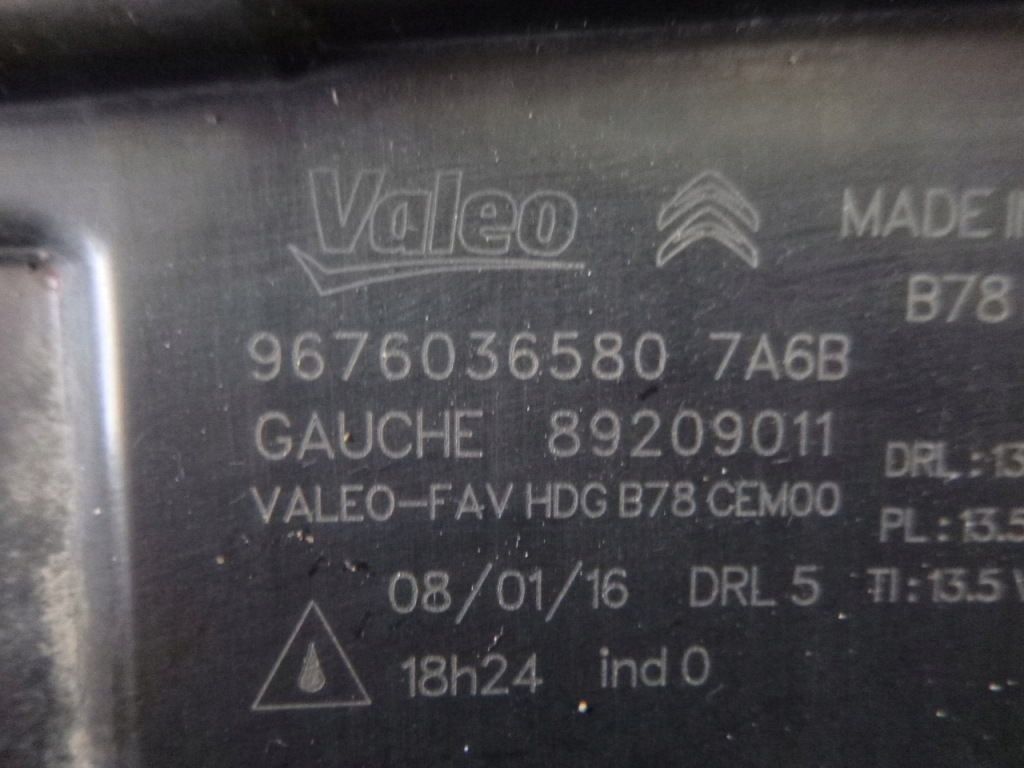 Valeo MADE
B78
9676036580 7A6B
GAUCHE 89209011
DRL:13
VALEO-FAV HDG B78 CEM00
PL:13.5
08/01/16 DRL 5 TI:13.5
18h24 ind 0